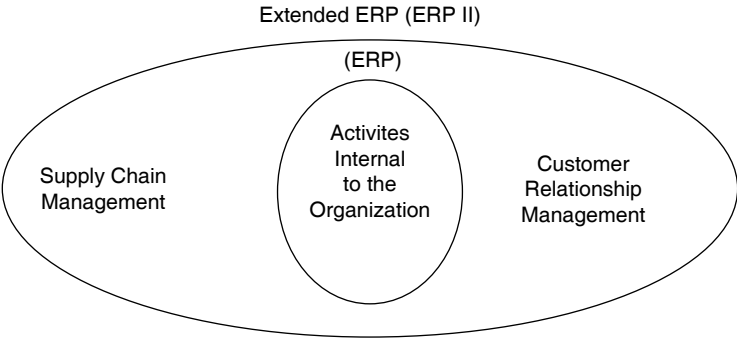 Extended ERP (ERP II)
(ERP)
Activites
Internal
to the
Organization
Supply Chain
Management
Customer
Relationship
Management